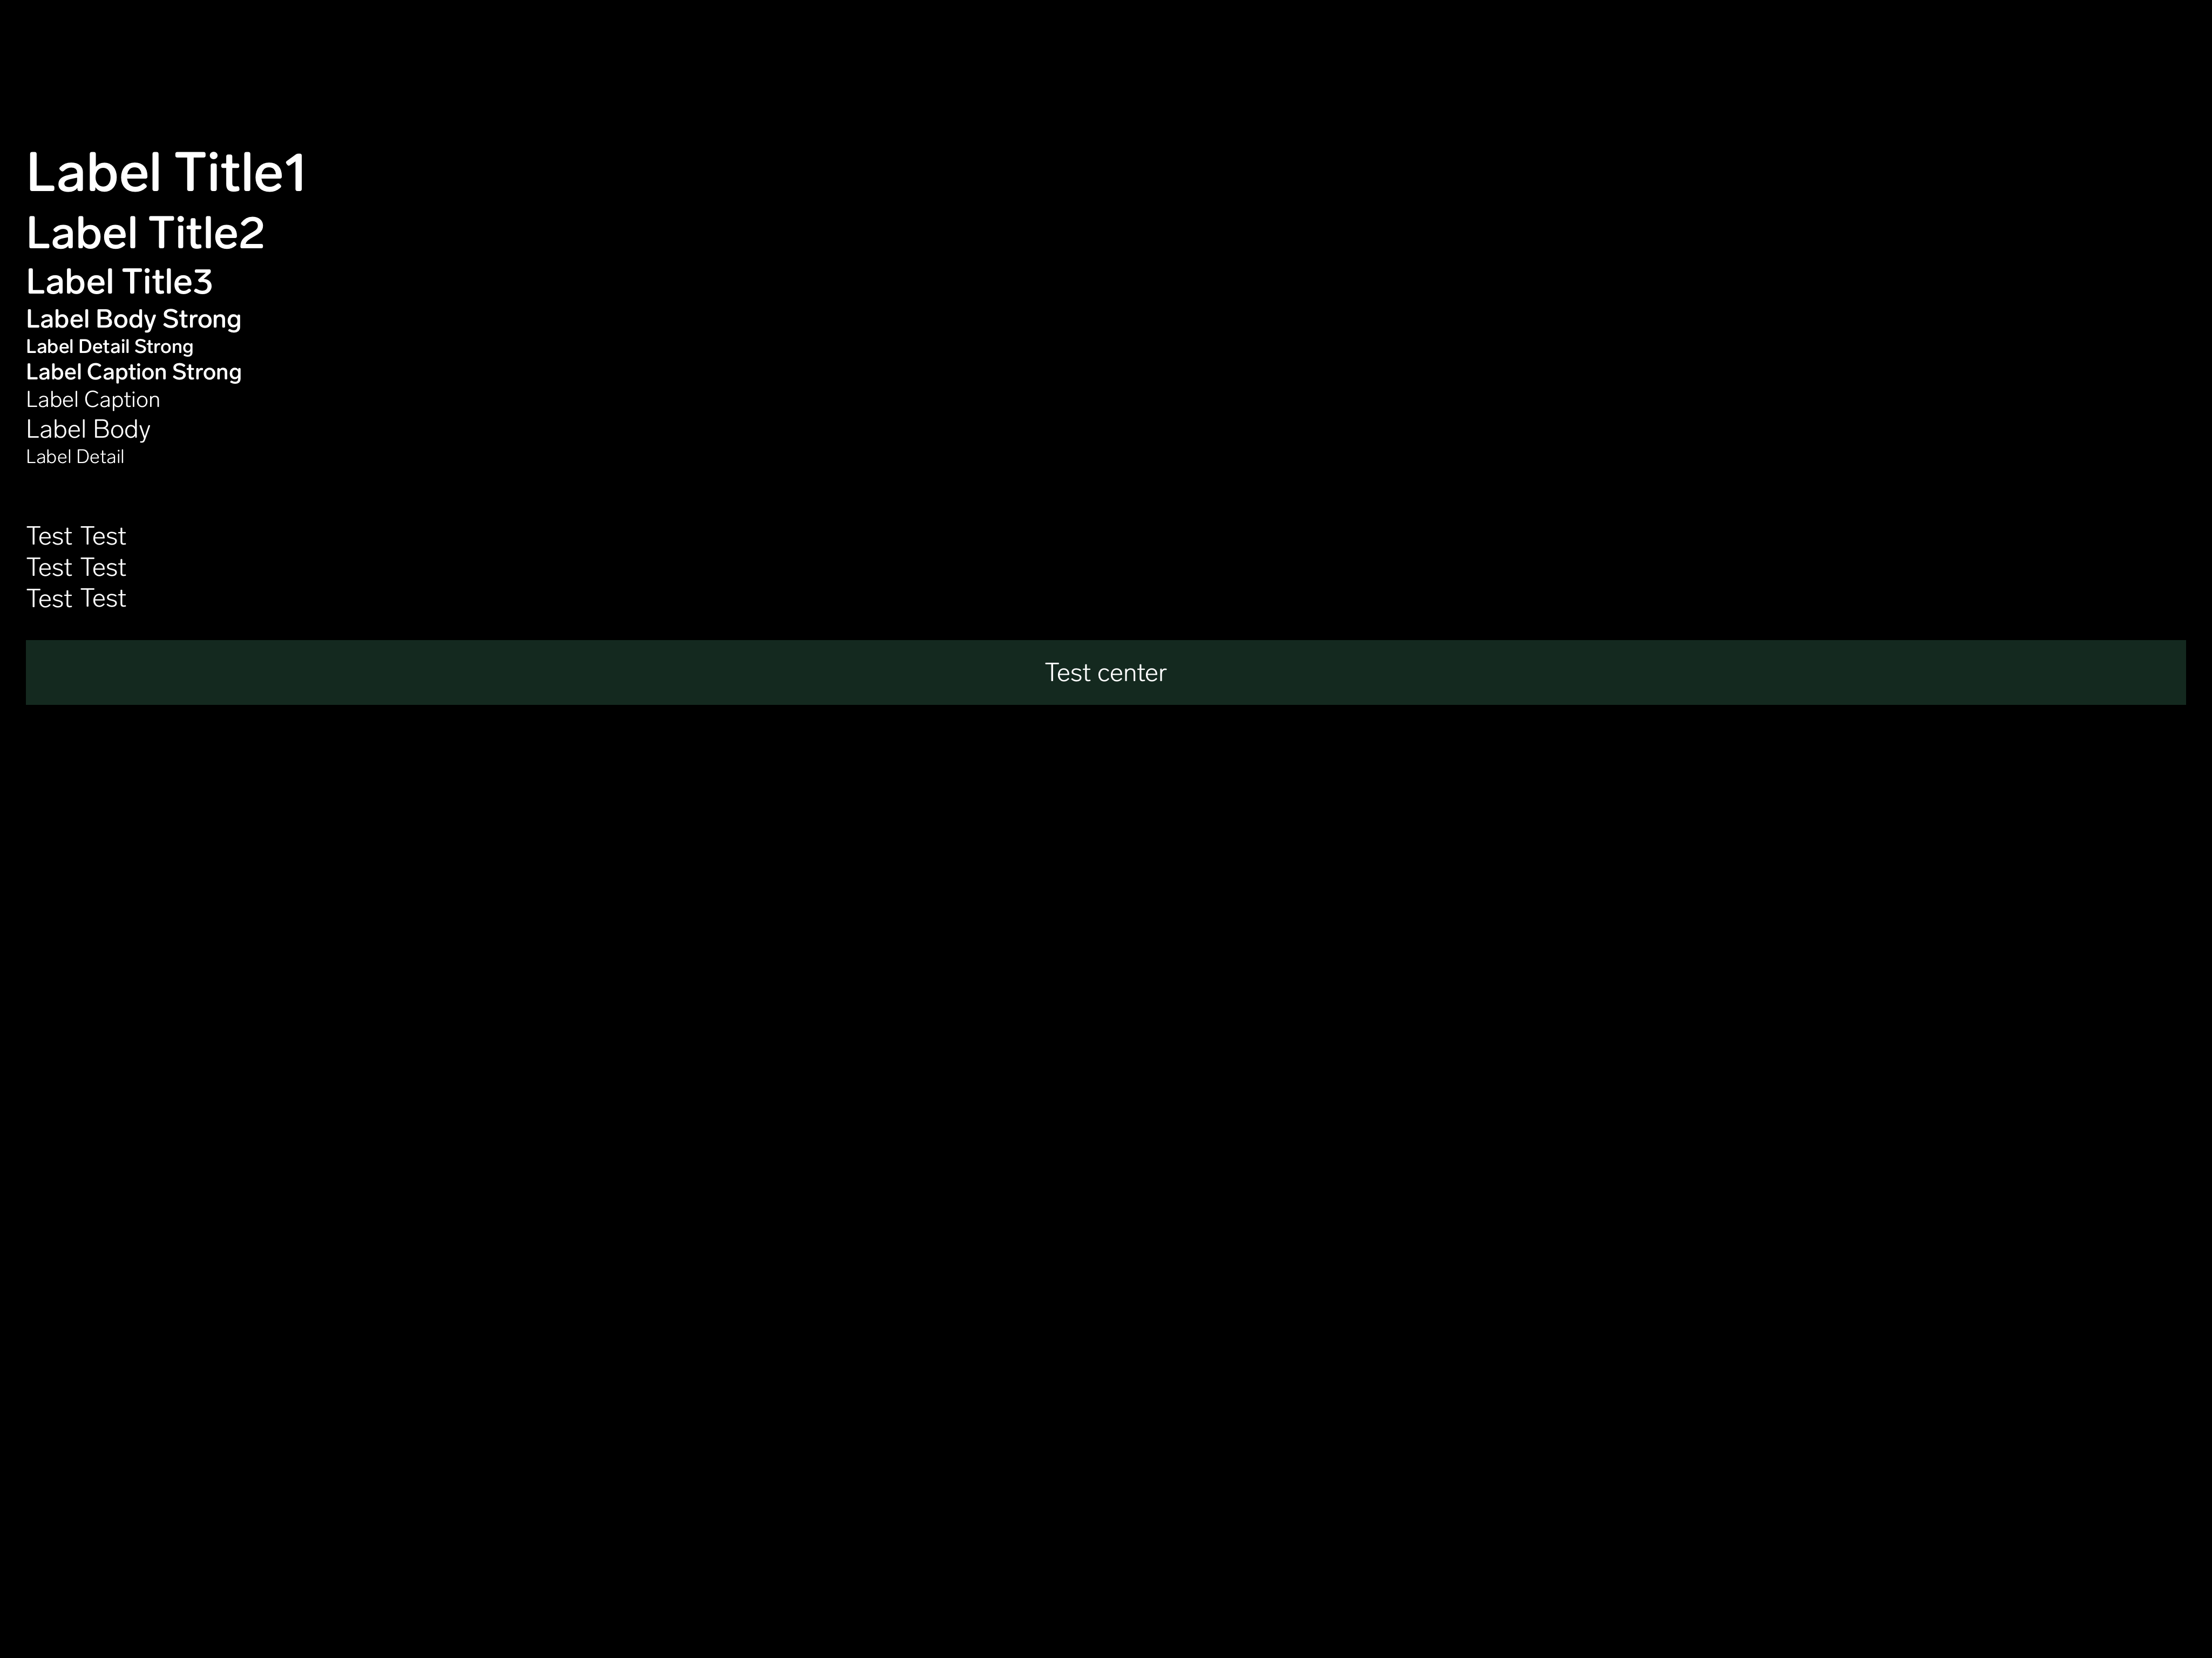 Label Title1
Label Title2
Label Title3
Label Body Strong
Label Detail Strong
Label Caption Strong
Label Caption
Label Body
Label Detail
Test Test
Test Test
Test Test
Test center